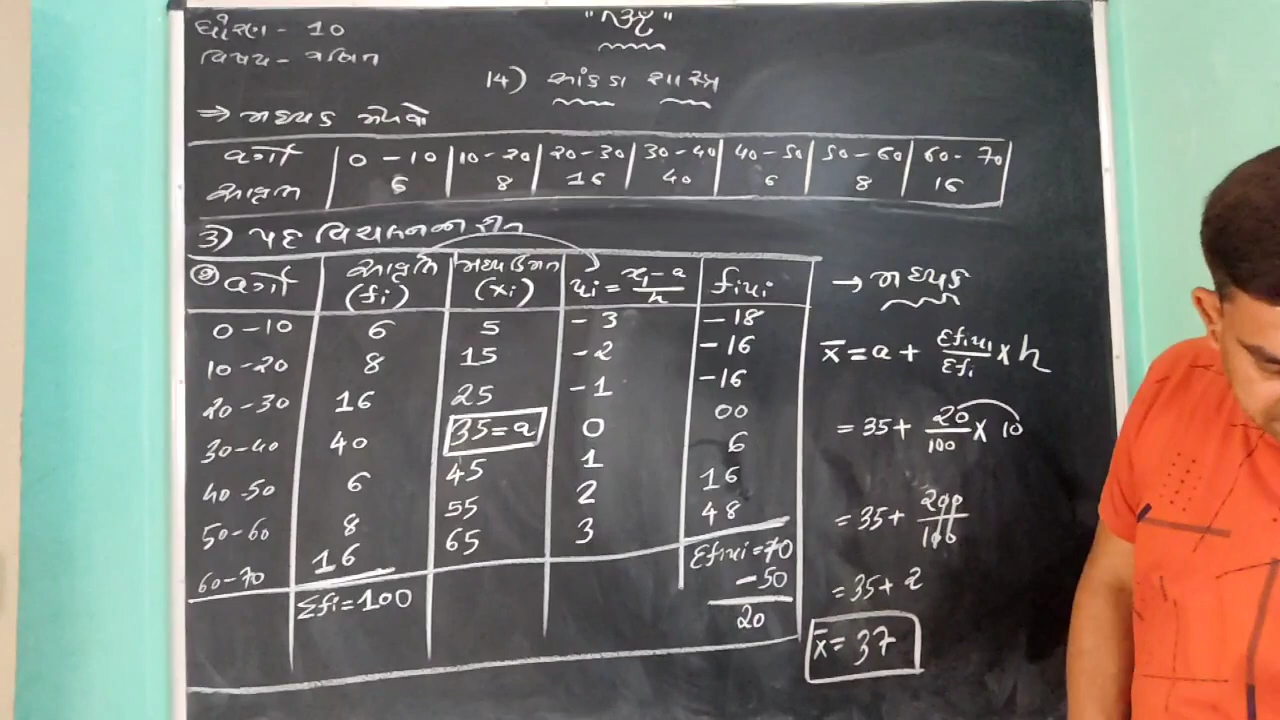 ધોરણ - 10
વિષય - ગણિત
"ૐ"
14) આંકડા શાસ્ત્ર
⇒ મધ્યક મેળવો
વર્ગ 0 - 10 10 - 20 20 - 30 30 - 40 40 - 50 50 - 60 60 - 70
આવૃત્તિ 6 8 16 40 6 8 16
3) પદ વિચલનની રીત
વર્ગ આવૃત્તિ (fi) મધ્યકિંમત (xi) ui = xi - a / h fiui
0 - 10 6 5 - 3 - 18
10 - 20 8 15 - 2 - 16
20 - 30 16 25 - 1 - 16
30 - 40 40 35 = a 0 00
40 - 50 6 45 1 6
50 - 60 8 55 2 16
60 - 70 16 65 3 48
Σfi = 100 Σfiui = 70
- 50
20
→ મધ્યક
x̄ = a + Σfiui / Σfi × h
= 35 + 20 / 100 × 10
= 35 + 200 / 100
= 35 + 2
x̄ = 37